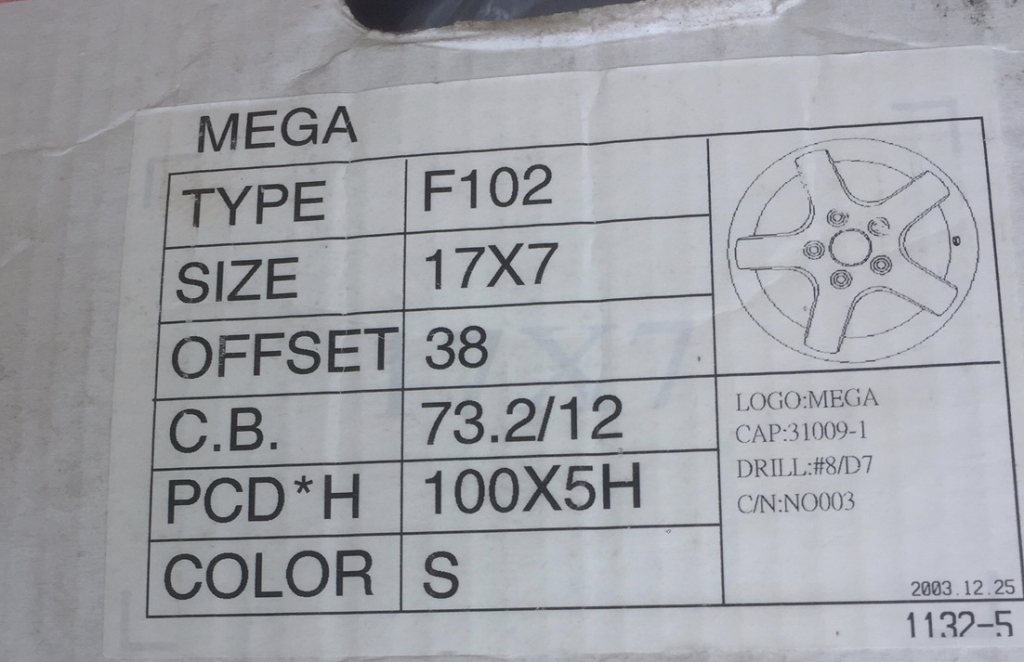 MEGA
TYPE F102
SIZE 17X7
OFFSET 38
C.B. 73.2/12
PCD*H 100X5H
COLOR S
LOGO:MEGA
CAP:31009-1
DRILL:#8/D7
C/N:NO003
2003.12.25
1132-5